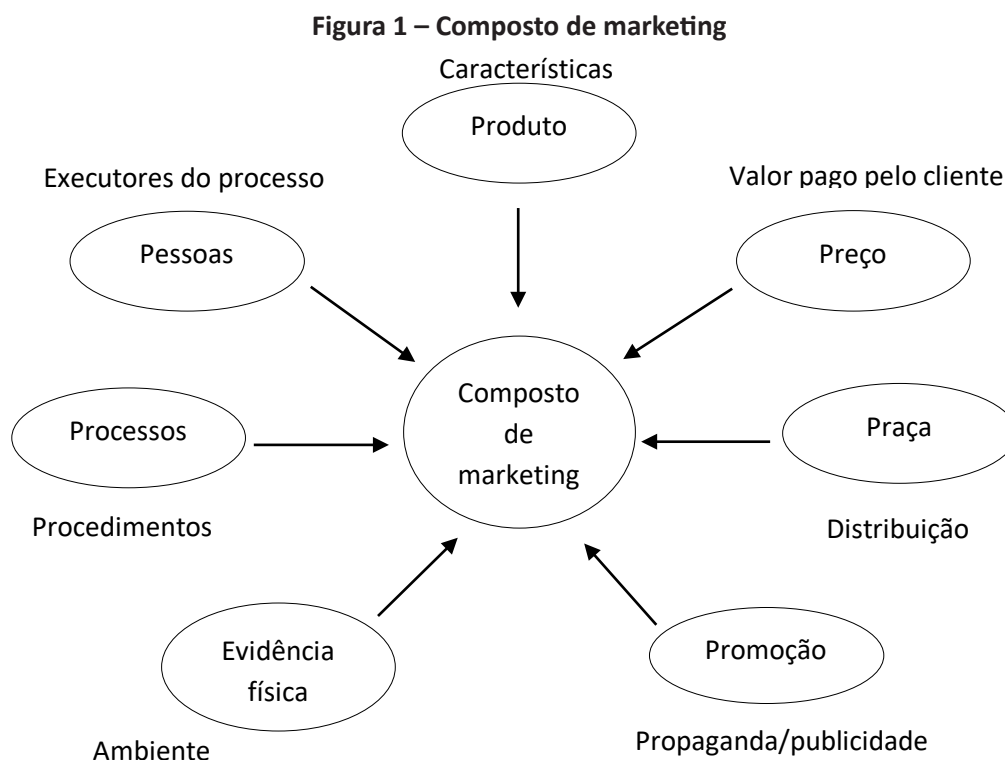 Figura 1 – Composto de marketing
Características
Produto
Executores do processo
Pessoas
Valor pago pelo cliente
Preço
Composto
de
marketing
Processos
Procedimentos
Praça
Distribuição
Evidência
física
Ambiente
Promoção
Propaganda/publicidade